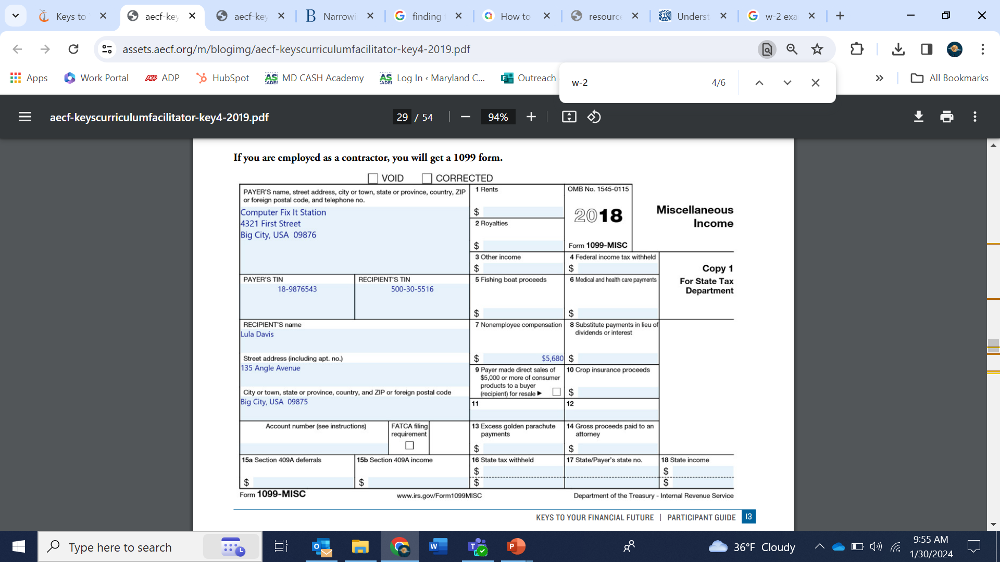 Keys to
aecf-key
aecf-key
Narrowi
finding
How to
resourc
Underst
w-2 exa
assets.aecf.org/m/blogimg/aecf-keyscurriculumfacilitator-key4-2019.pdf
Apps
Work Portal
ADP
HubSpot
MD CASH Academy
Log In ‹ Maryland C...
Outreach
»
All Bookmarks
w-2
4/6
aecf-keyscurriculumfacilitator-key4-2019.pdf
29 / 54
94%
If you are employed as a contractor, you will get a 1099 form.
VOID
CORRECTED
PAYER'S name, street address, city or town, state or province, country, ZIP
or foreign postal code, and telephone no.
Computer Fix It Station
4321 First Street
Big City, USA 09876
1 Rents
$
2 Royalties
$
OMB No. 1545-0115
2018
Form 1099-MISC
Miscellaneous
Income
3 Other income
$
4 Federal income tax withheld
$
Copy 1
For State Tax
Department
PAYER'S TIN
18-9876543
RECIPIENT'S TIN
500-30-5516
5 Fishing boat proceeds
$
6 Medical and health care payments
$
RECIPIENT'S name
Lula Davis
7 Nonemployee compensation
$ $5,680
8 Substitute payments in lieu of
dividends or interest
$
Street address (including apt. no.)
135 Angle Avenue
9 Payer made direct sales of
$5,000 or more of consumer
products to a buyer
(recipient) for resale ►
10 Crop insurance proceeds
$
City or town, state or province, country, and ZIP or foreign postal code
Big City, USA 09875
11
12
Account number (see instructions)
FATCA filing
requirement
13 Excess golden parachute
payments
$
14 Gross proceeds paid to an
attorney
$
15a Section 409A deferrals
$
15b Section 409A income
$
16 State tax withheld
$
$
17 State/Payer's state no.
18 State income
$
$
Form 1099-MISC
www.irs.gov/Form1099MISC
Department of the Treasury - Internal Revenue Service
KEYS TO YOUR FINANCIAL FUTURE | PARTICIPANT GUIDE 13
Type here to search
36°F Cloudy
9:55 AM
1/30/2024